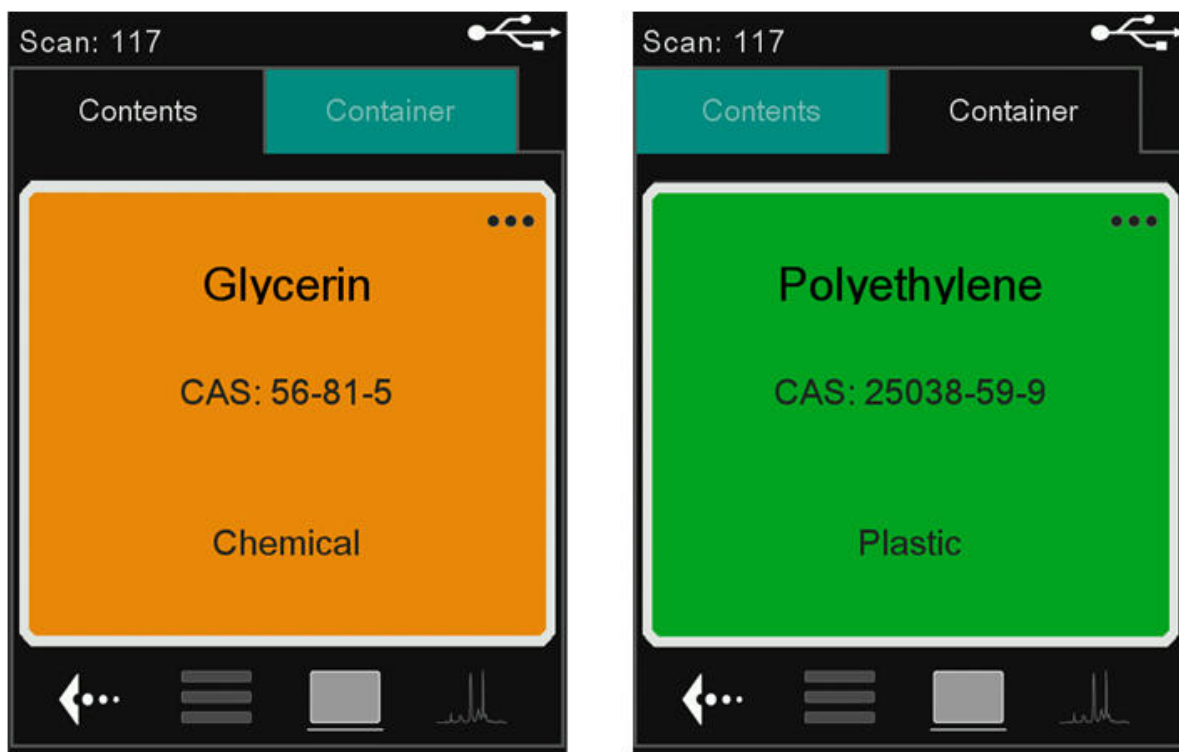 Scan: 117
Contents
Container
Glycerin
CAS: 56-81-5
Chemical
Scan: 117
Contents
Container
Polyethylene
CAS: 25038-59-9
Plastic